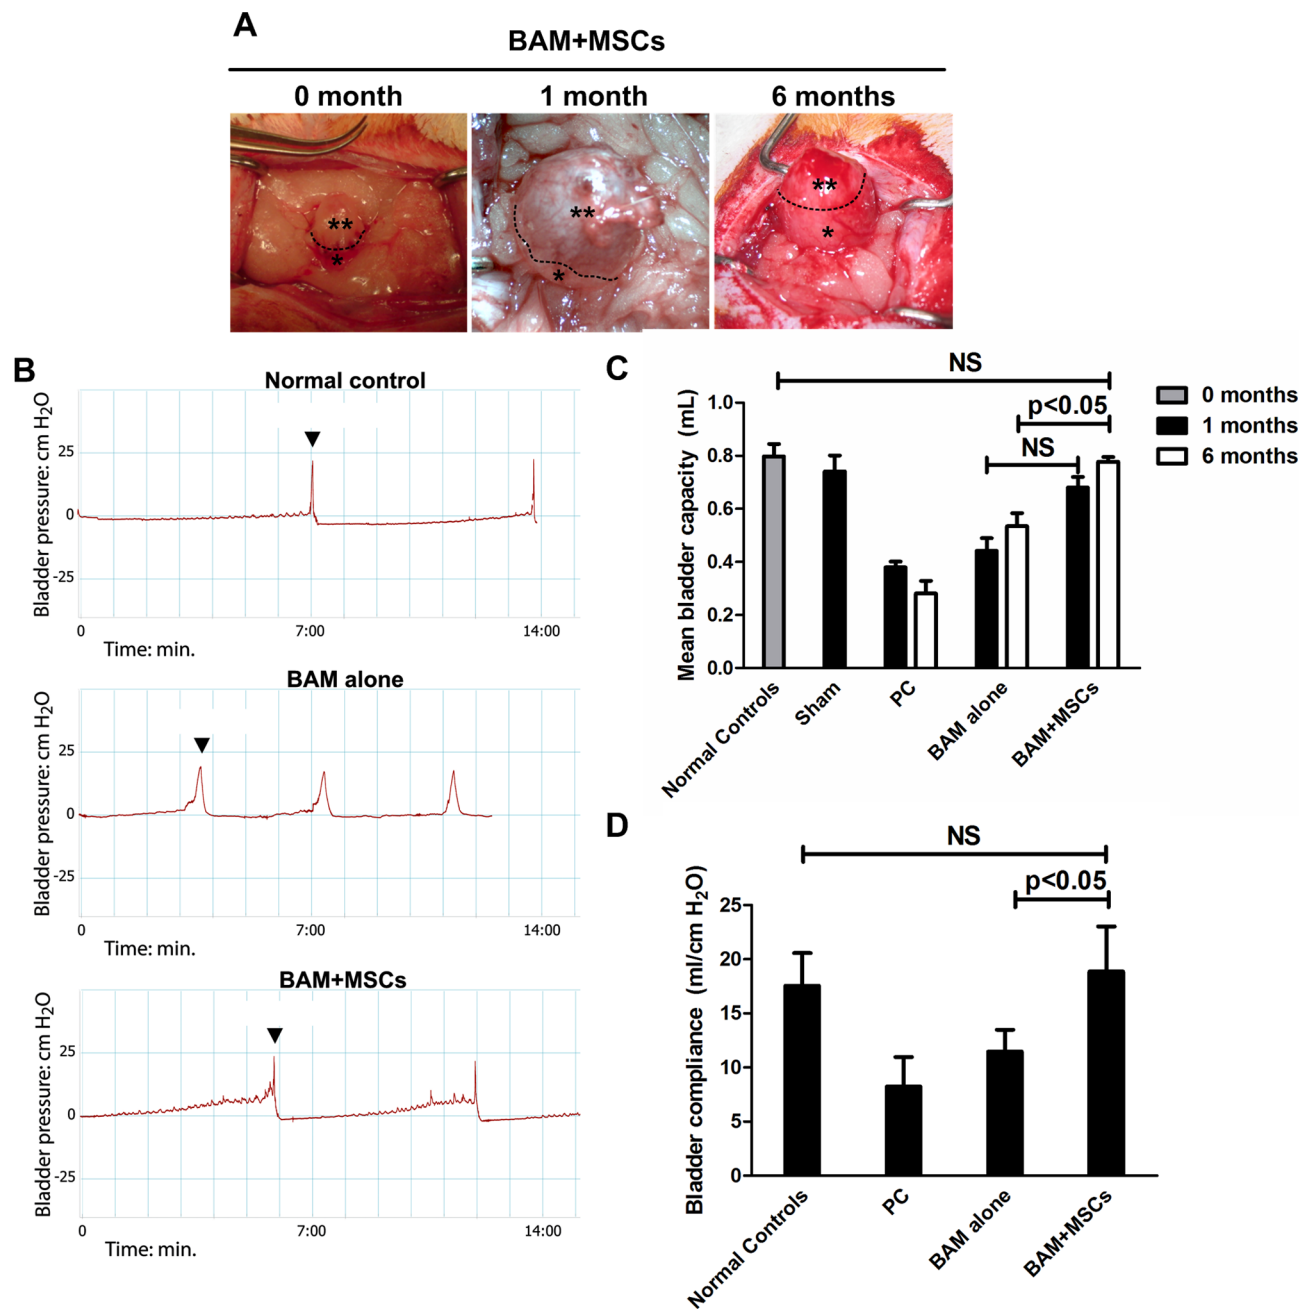 A
BAM+MSCs
0 month
1 month
6 months
**
*
**
*
**
*
B
Normal control
Bladder pressure: cm H₂O
25
0
-25
0
7:00
14:00
Time: min.
BAM alone
Bladder pressure: cm H₂O
25
0
-25
0
7:00
14:00
Time: min.
BAM+MSCs
Bladder pressure: cm H₂O
25
0
-25
0
7:00
14:00
Time: min.
C
NS
p<0.05
NS
0 months
1 months
6 months
Mean bladder capacity (mL)
1.0
0.8
0.6
0.4
0.2
0.0
Normal Controls
Sham
PC
BAM alone
BAM+MSCs
D
NS
p<0.05
Bladder compliance (ml/cm H₂O)
25
20
15
10
5
0
Normal Controls
PC
BAM alone
BAM+MSCs